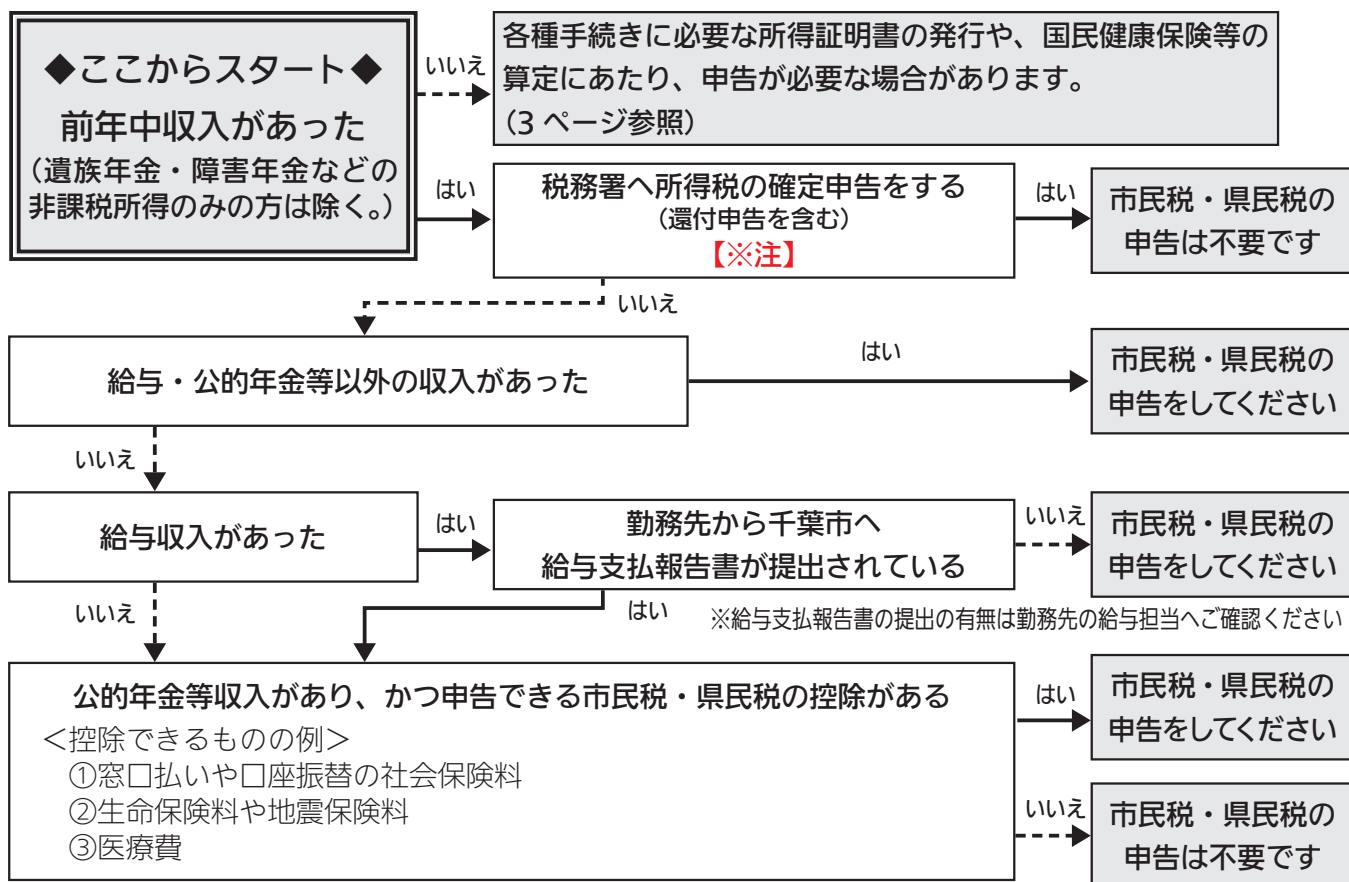 ◆ここからスタート◆
前年中収入があった
（遺族年金・障害年金などの
非課税所得のみの方は除く。）
いいえ
各種手続きに必要な所得証明書の発行や、国民健康保険等の
算定にあたり、申告が必要な場合があります。
（3 ページ参照）
はい
税務署へ所得税の確定申告をする
（還付申告を含む）
【※注】
はい
市民税・県民税の
申告は不要です
いいえ
給与・公的年金等以外の収入があった
はい
市民税・県民税の
申告をしてください
いいえ
給与収入があった
はい
勤務先から千葉市へ
給与支払報告書が提出されている
いいえ
市民税・県民税の
申告をしてください
いいえ
はい
※給与支払報告書の提出の有無は勤務先の給与担当へご確認ください
公的年金等収入があり、かつ申告できる市民税・県民税の控除がある
＜控除できるものの例＞
①窓口払いや口座振替の社会保険料
②生命保険料や地震保険料
③医療費
はい
市民税・県民税の
申告をしてください
いいえ
市民税・県民税の
申告は不要です